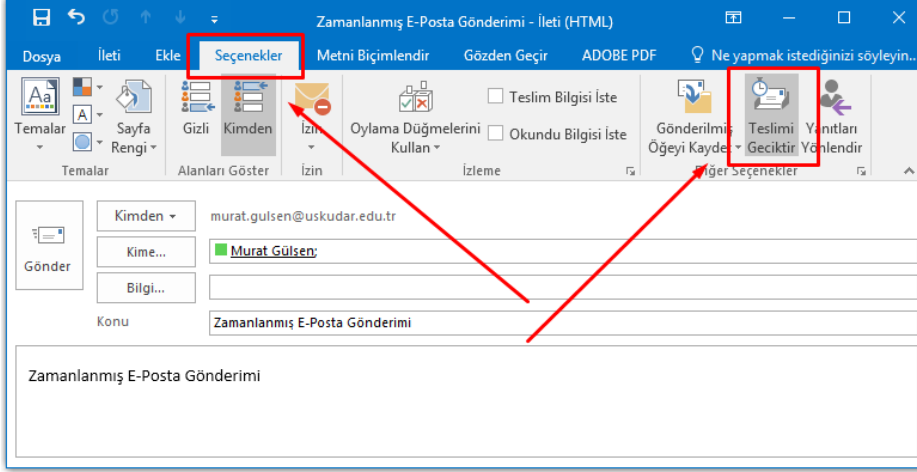 Zamanlanmış E-Posta Gönderimi - İleti (HTML)
Dosya İleti Ekle Seçenekler Metni Biçimlendir Gözden Geçir ADOBE PDF Ne yapmak istediğinizi söyleyin...
Aa
A
Temalar
Sayfa Rengi
Temalar
Gizli
Kimden
Alanları Göster
İzin
İzin
Oylama Düğmelerini Kullan
Teslim Bilgisi İste
Okundu Bilgisi İste
İzleme
Gönderilmiş Öğeyi Kaydet
Teslimi Geciktir
Yanıtları Yönlendir
Diğer Seçenekler
Gönder
Kimden murat.gulsen@uskudar.edu.tr
Kime... Murat Gülsen;
Bilgi...
Konu Zamanlanmış E-Posta Gönderimi
Zamanlanmış E-Posta Gönderimi